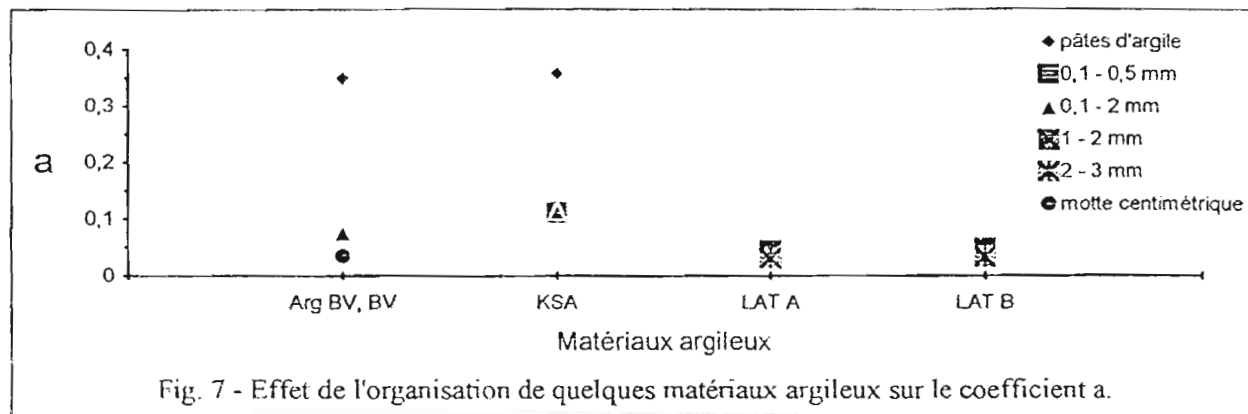 0,4
0,3
0,2
0,1
0
a
pâtes d'argile
0,1 - 0,5 mm
0,1 - 2 mm
1 - 2 mm
2 - 3 mm
motte centimétrique
Arg BV, BV KSA LAT A LAT B
Matériaux argileux
Fig. 7 - Effet de l'organisation de quelques matériaux argileux sur le coefficient a.